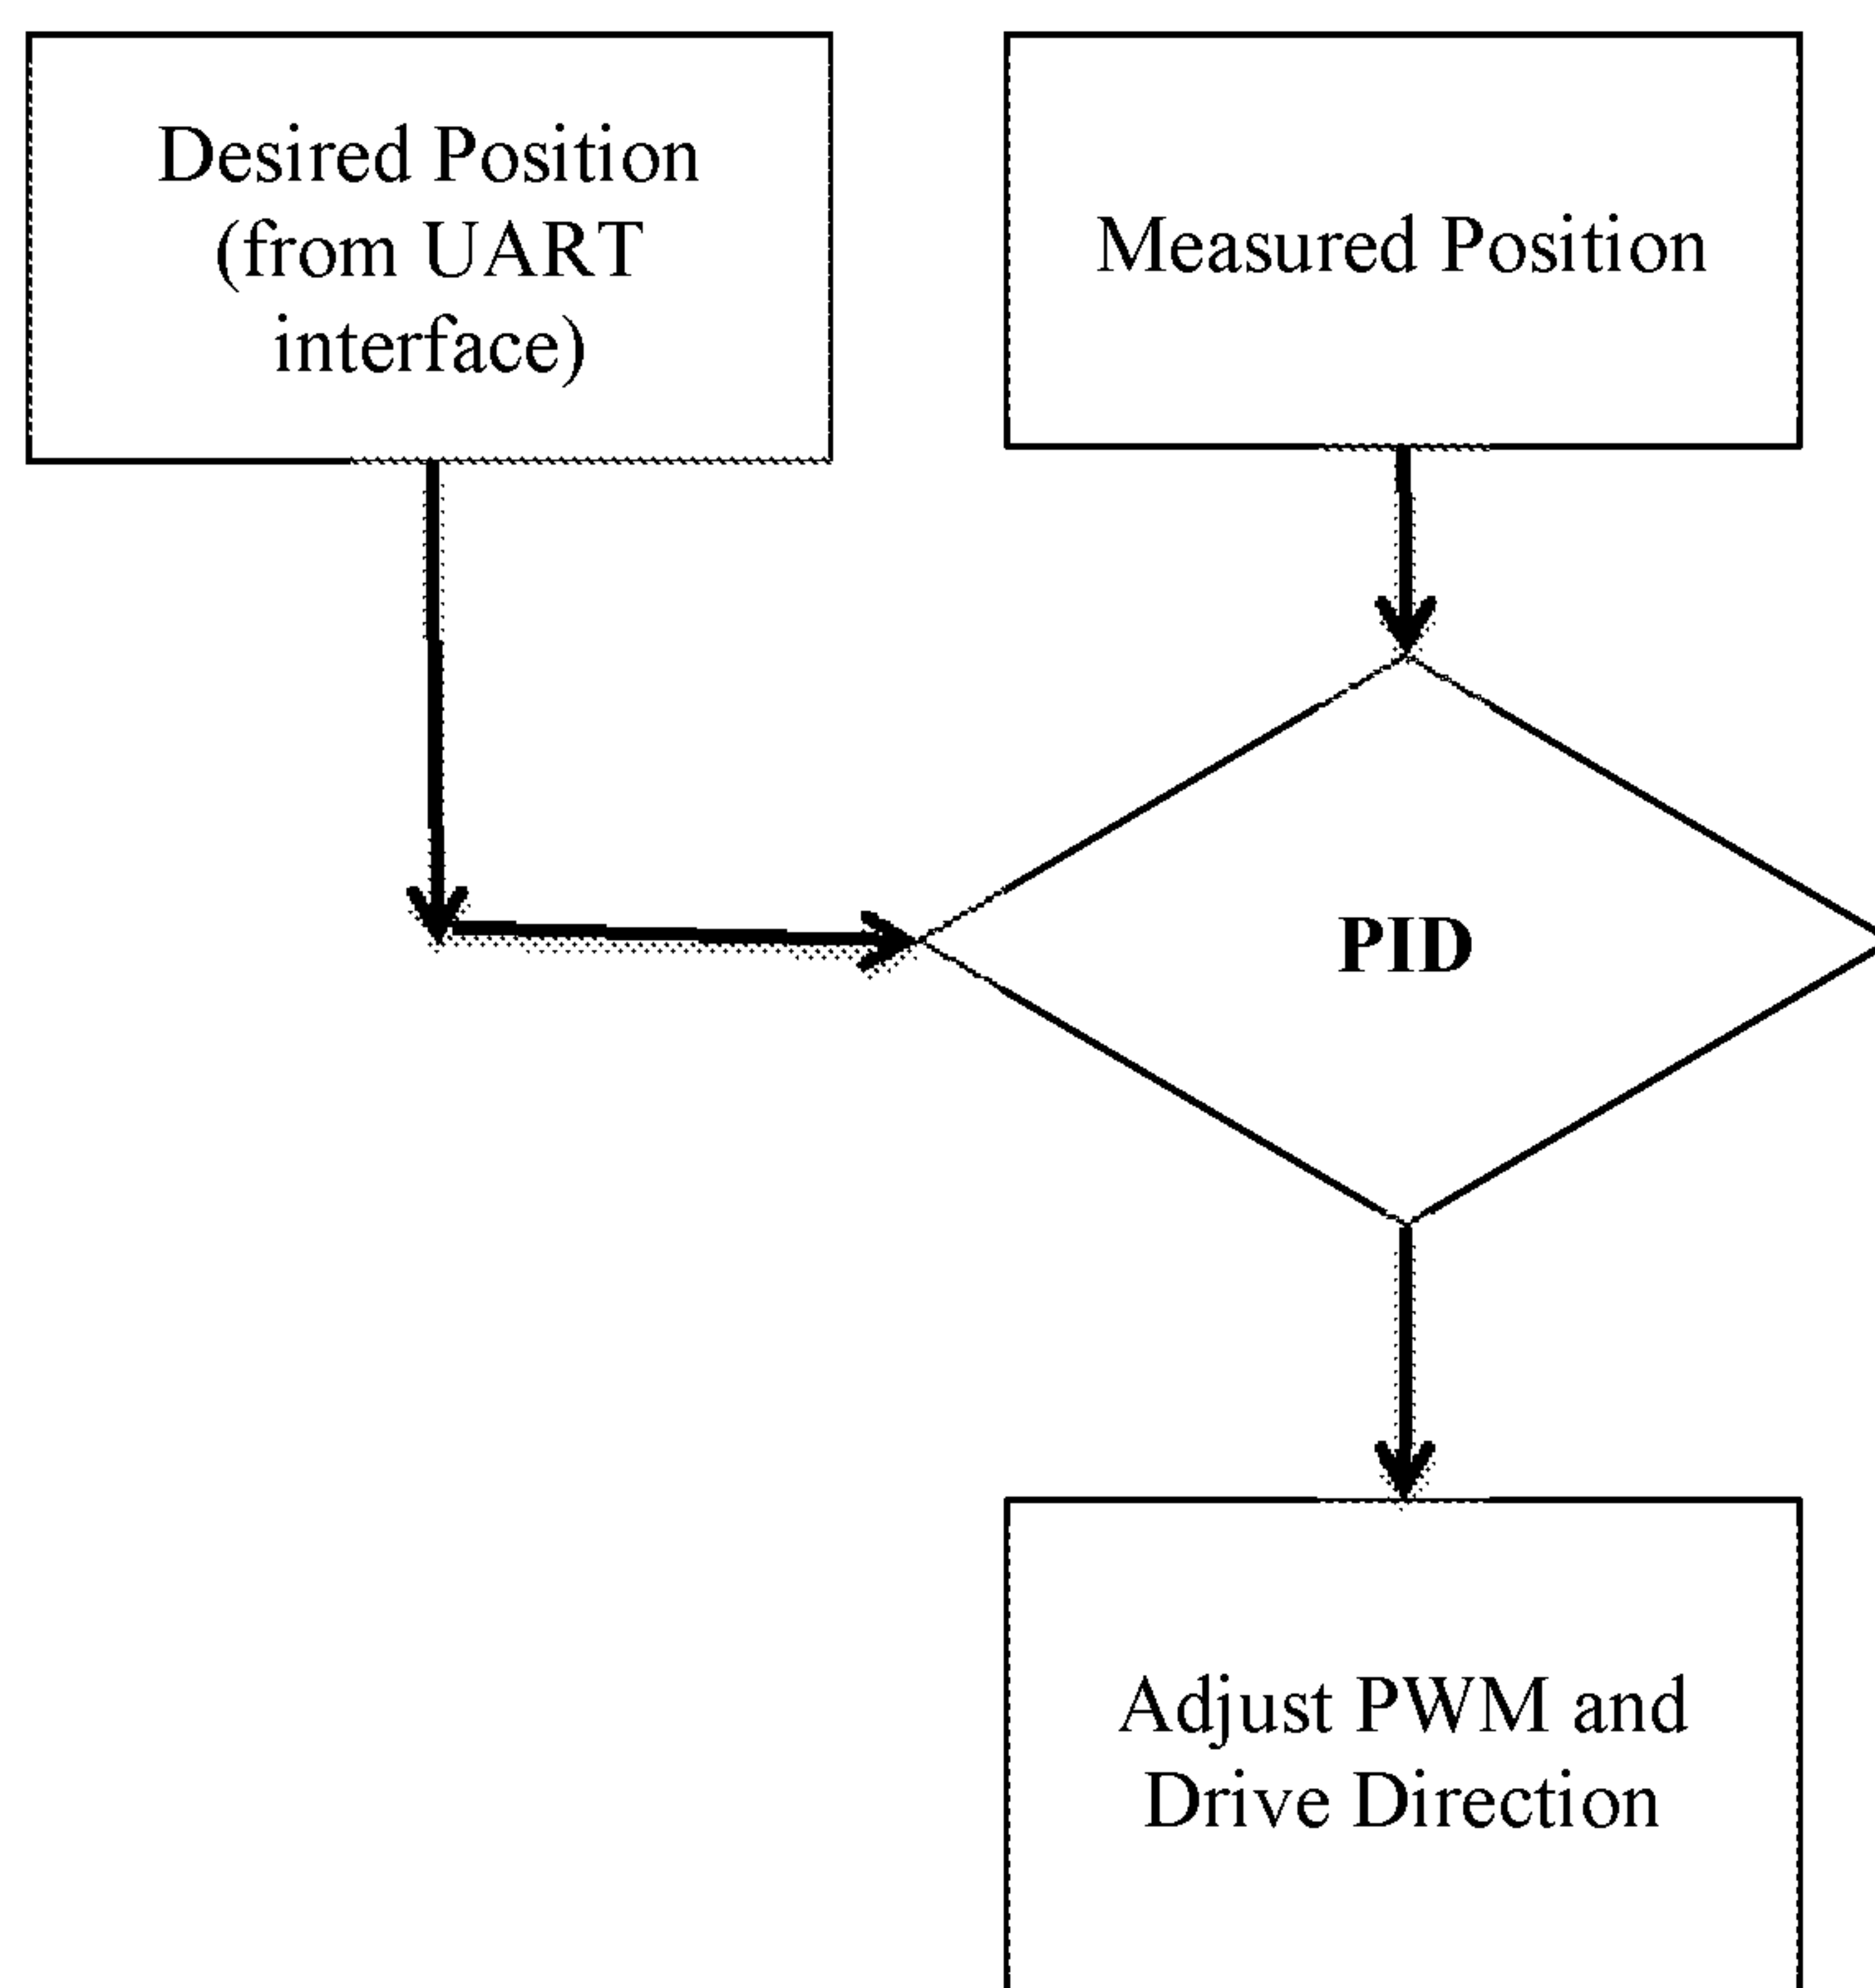 Desired Position
(from UART
interface)
Measured Position
PID
Adjust PWM and
Drive Direction